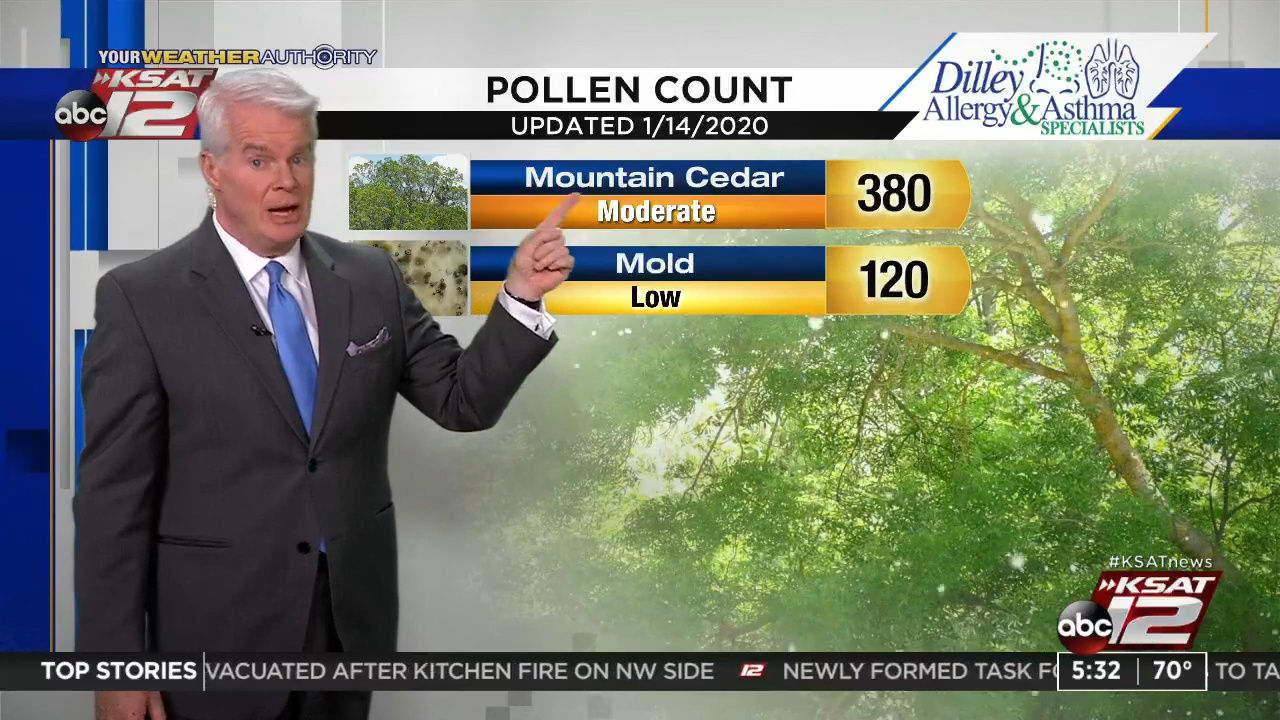 YOURWEATHERAUTHORITY
KSAT
abc 12
POLLEN COUNT
UPDATED 1/14/2020
Dilley
Allergy&Asthma
SPECIALISTS
Mountain Cedar
Moderate
380
Mold
Low
120
#KSATnews
KSAT
abc 12
TOP STORIES VACUATED AFTER KITCHEN FIRE ON NW SIDE 12 NEWLY FORMED TASK 5:32 70° TO